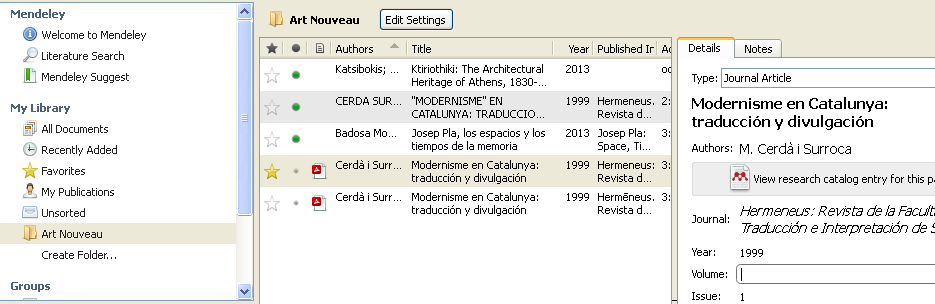 Mendeley
Welcome to Mendeley
Literature Search
Mendeley Suggest
My Library
All Documents
Recently Added
Favorites
My Publications
Unsorted
Art Nouveau
Create Folder...
Groups
Art Nouveau Edit Settings
Authors Title Year Published In
Katsibokis; ... Ktiriothiki: The Architectural 2013
Heritage of Athens, 1830-...
CERDA SUR... "MODERNISME" EN 1999 Hermeneus. 2:
CATALUNYA: TRADUCCIO... Revista d...
Badosa Mo... Josep Pla, los espacios y los 2013 Josep Pla: 3:
tiempos de la memoria Space, Ti...
Cerdà i Surr... Modernisme en Catalunya: 1999 Hermeneus: 3:
traducción y divulgación Revista d...
Cerdà i Surr... Modernisme en Catalunya: 1999 Hermēneus: 3:
traducción y divulgación Revista d...
Details Notes
Type: Journal Article
Modernisme en Catalunya:
traducción y divulgación
Authors: M. Cerdà i Surroca
View research catalog entry for this pa
Journal: Hermeneus: Revista de la Faculta
Traducción e Interpretación de S
Year: 1999
Volume:
Issue: 1